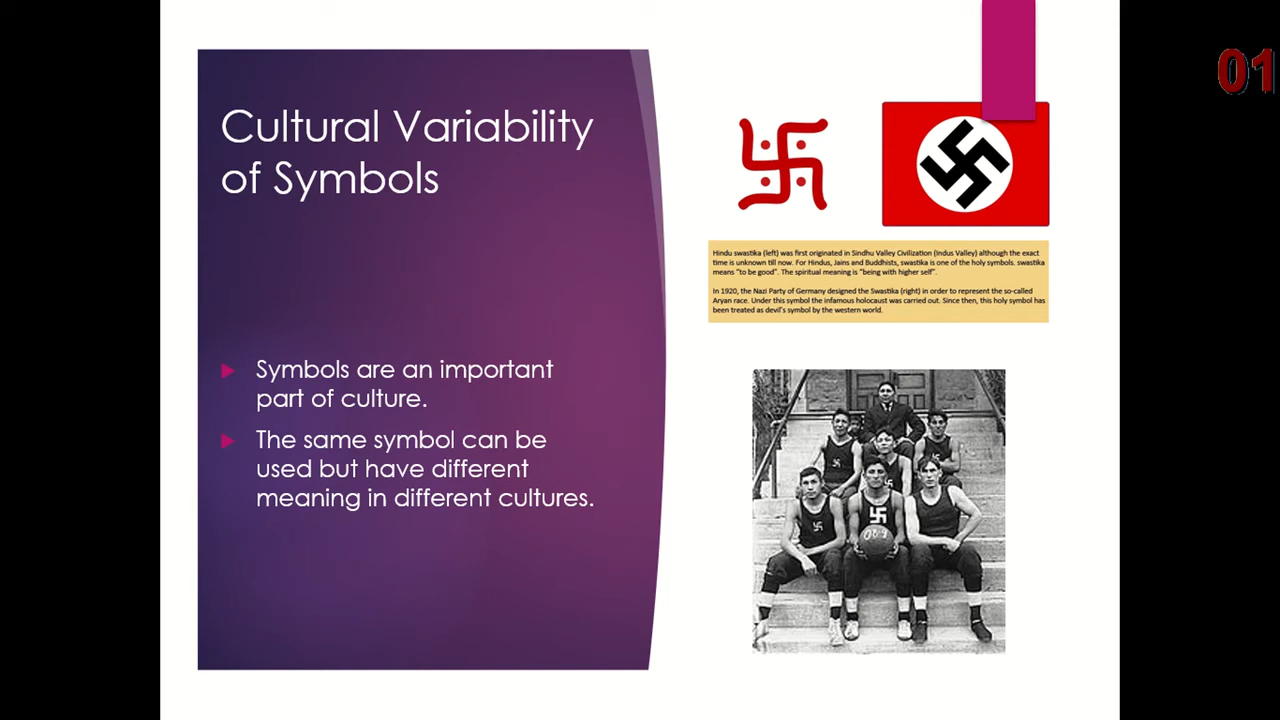 Cultural Variability
of Symbols
Symbols are an important
part of culture.
The same symbol can be
used but have different
meaning in different cultures.
Hindu swastika (left) was first originated in Sindhu Valley Civilization (Indus Valley) although the exact
time is unknown till now. For Hindus, Jains and Buddhists, swastika is one of the holy symbols. swastika
means "to be good". The spiritual meaning is "being with higher self".
In 1920, the Nazi Party of Germany designed the Swastika (right) in order to represent the so-called
Aryan race. Under this symbol the infamous holocaust was carried out. Since then, this holy symbol has
been treated as devil's symbol by the western world.
01